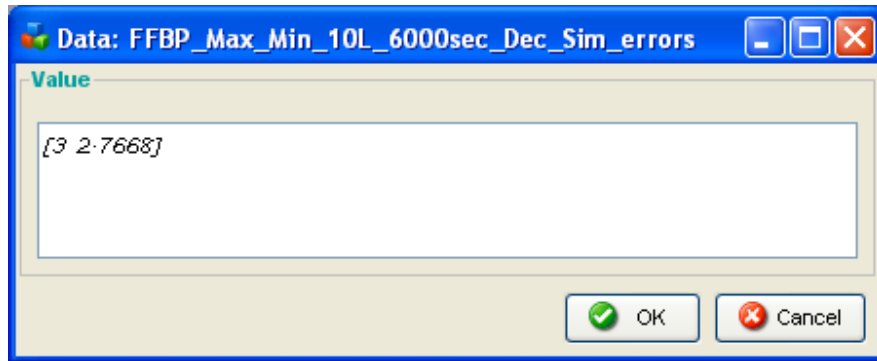 Data: FFBP_Max_Min_10L_6000sec_Dec_Sim_errors
Value
[3 2·7668]
OK
Cancel